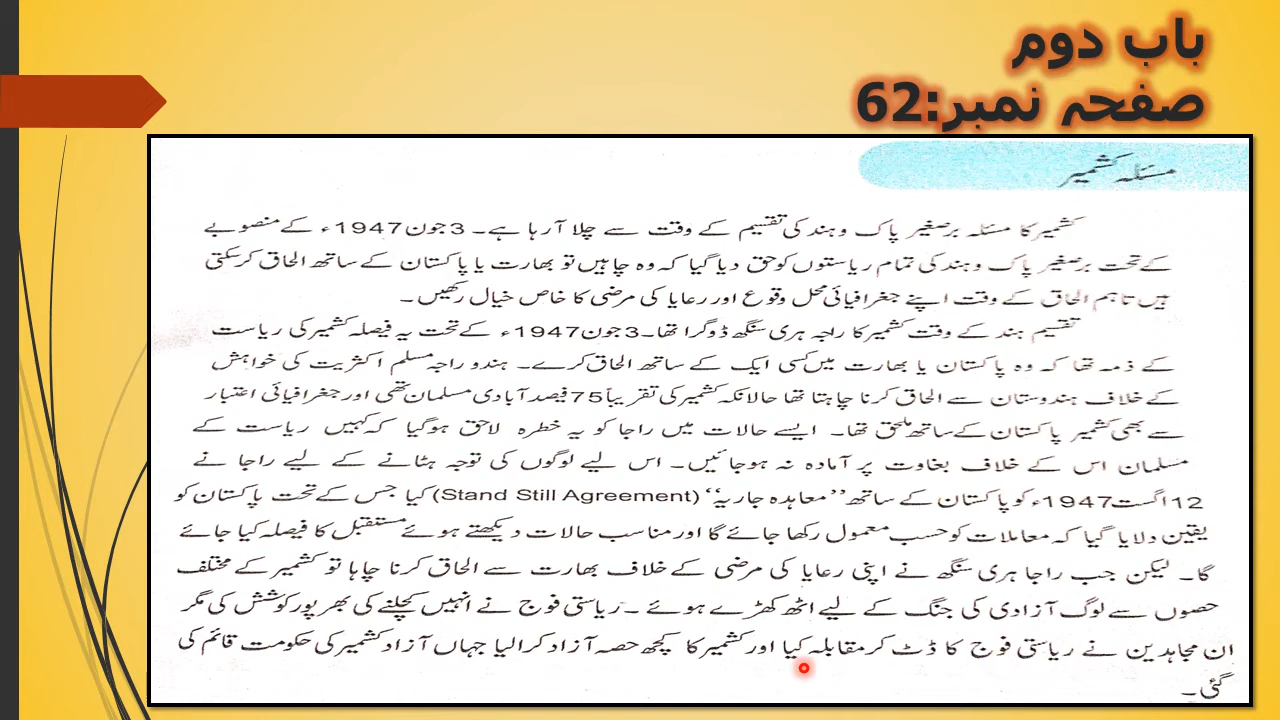 باب دوم
صفحہ نمبر:62
مسئلہ کشمیر
کشمیر کا مسئلہ برصغیر پاک و ہند کی تقسیم کے وقت سے چلا آ رہا ہے۔ 3 جون 1947ء کے منصوبے
کے تحت برصغیر پاک و ہند کی تمام ریاستوں کو حق دیا گیا کہ وہ چاہیں تو بھارت یا پاکستان کے ساتھ الحاق کر سکتی
ہیں تاہم الحاق کے وقت اپنے جغرافیائی محل وقوع اور رعایا کی مرضی کا خاص خیال رکھیں۔
تقسیم ہند کے وقت کشمیر کا راجہ ہری سنگھ ڈوگرا تھا۔ 3 جون 1947ء کے تحت یہ فیصلہ کشمیر کی ریاست
کے ذمہ تھا کہ وہ پاکستان یا بھارت میں کسی ایک کے ساتھ الحاق کرے۔ ہندو راجہ مسلم اکثریت کی خواہش
کے خلاف ہندوستان سے الحاق کرنا چاہتا تھا حالانکہ کشمیر کی تقریباً 75 فیصد آبادی مسلمان تھی اور جغرافیائی اعتبار
سے بھی کشمیر پاکستان کے ساتھ ملحق تھا۔ ایسے حالات میں راجا کو یہ خطرہ لاحق ہوگیا کہ کہیں ریاست کے
مسلمان اس کے خلاف بغاوت پر آمادہ نہ ہوجائیں۔ اس لیے لوگوں کی توجہ ہٹانے کے لیے راجا نے
12 اگست 1947ء کو پاکستان کے ساتھ ’’معاہدہ جاریہ‘‘ (Stand Still Agreement) کیا جس کے تحت پاکستان کو
یقین دلایا گیا کہ معاملات کو حسب معمول رکھا جائے گا اور مناسب حالات دیکھتے ہوئے مستقبل کا فیصلہ کیا جائے
گا۔ لیکن جب راجا ہری سنگھ نے اپنی رعایا کی مرضی کے خلاف بھارت سے الحاق کرنا چاہا تو کشمیر کے مختلف
حصوں سے لوگ آزادی کی جنگ کے لیے اٹھ کھڑے ہوئے۔ ریاستی فوج نے انہیں کچلنے کی بھرپور کوشش کی مگر
ان مجاہدین نے ریاستی فوج کا ڈٹ کر مقابلہ کیا اور کشمیر کا کچھ حصہ آزاد کرالیا جہاں آزاد کشمیر کی حکومت قائم کی
گئی۔